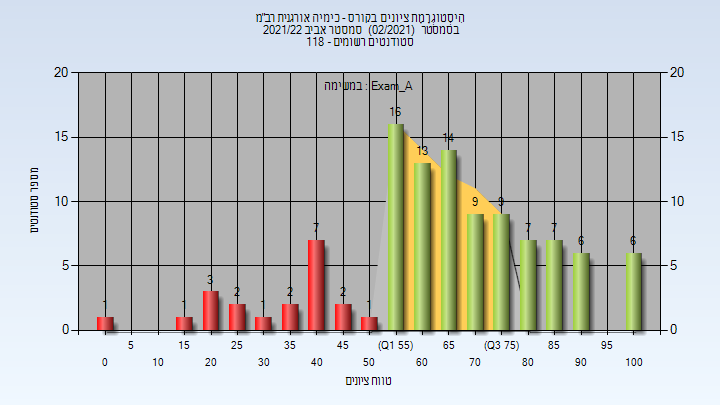 היסטוגרמת ציונים בקורס - כימיה אורגנית רב"מ
בסמסטר (02/2021) סמסטר אביב 2021/22
סטודנטים רשומים - 118
במשימה : Exam_A
מספר סטודנטים
20 20
15 15
10 10
5 5
0 0
1 1 3 2 1 2 7 2 1 16 13 14 9 9 7 7 6 6
5 15 25 35 45 (Q1 55) 65 (Q3 75) 85 95
0 10 20 30 40 50 60 70 80 90 100
טווח ציונים